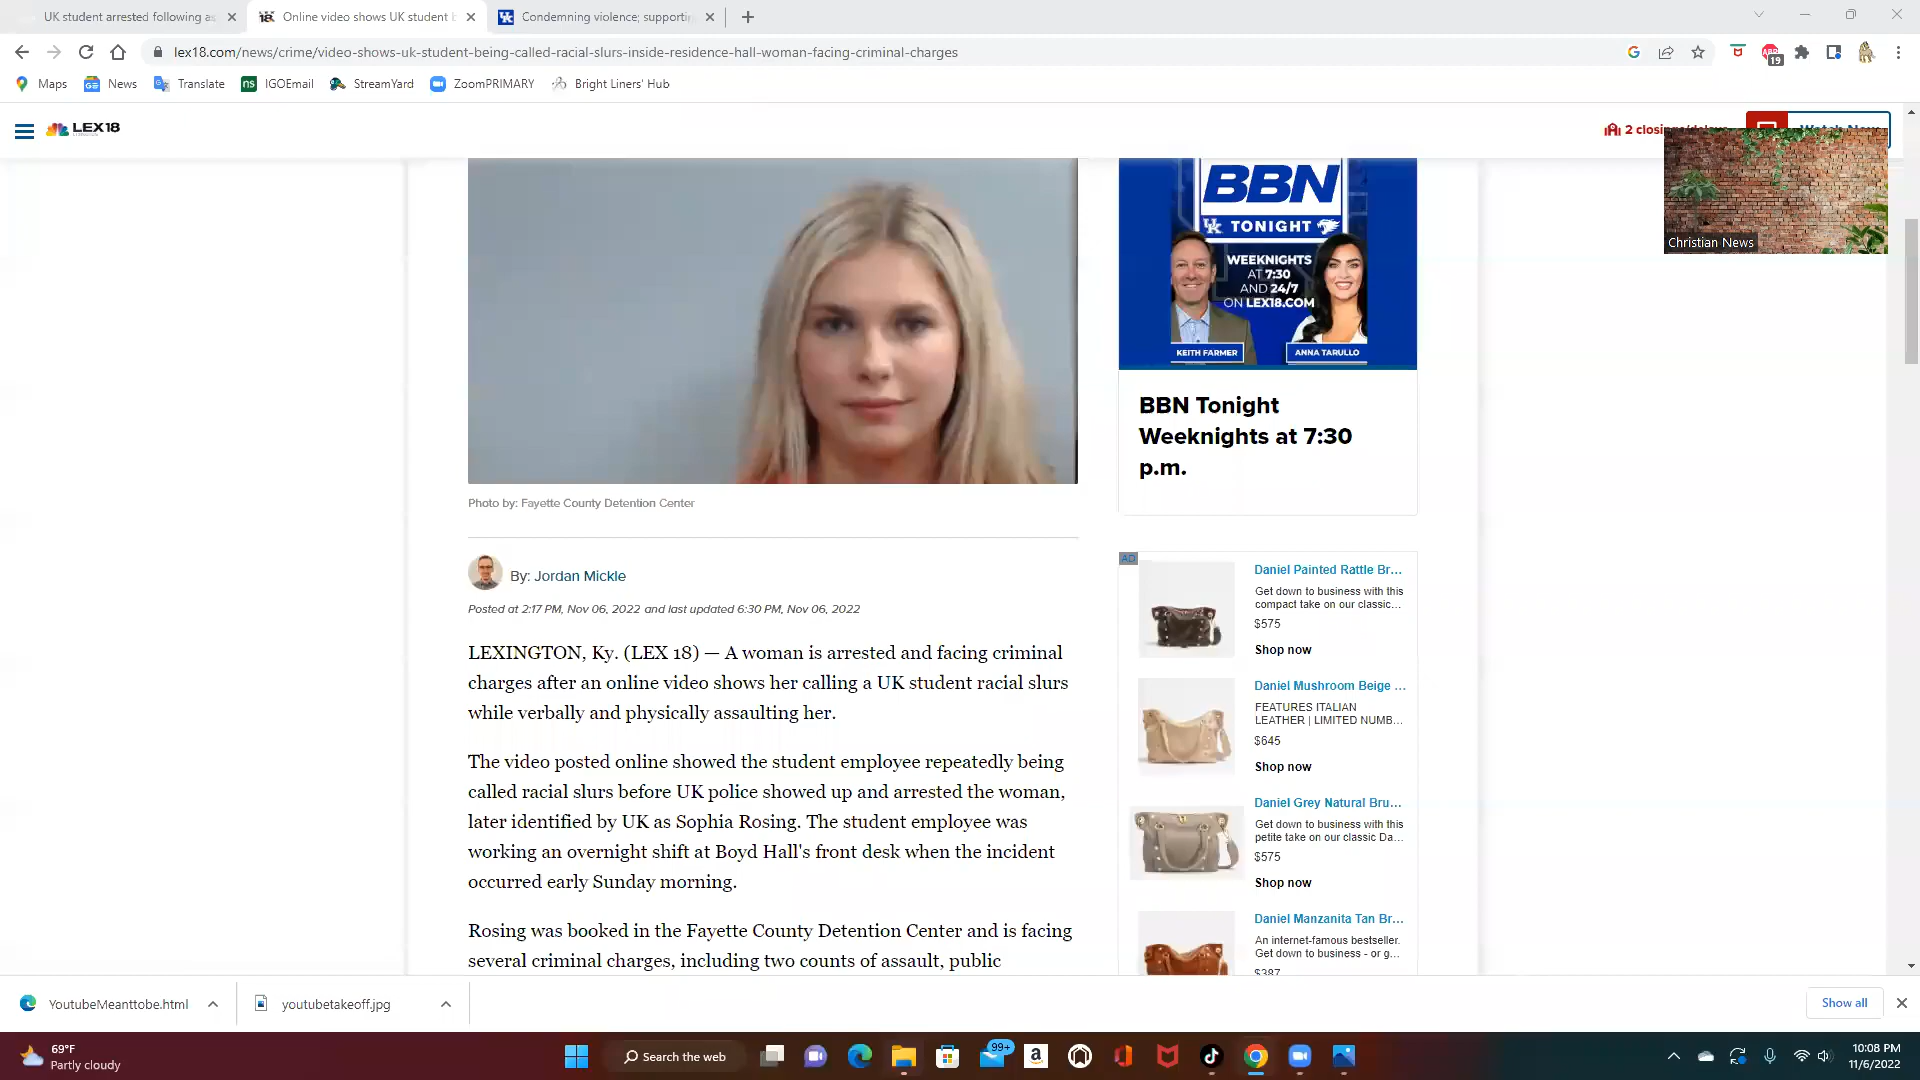 UK student arrested following as
Online video shows UK student b
Condemning violence; supportin
lex18.com/news/crime/video-shows-uk-student-being-called-racial-slurs-inside-residence-hall-woman-facing-criminal-charges
19
Maps News Translate IGOEmail StreamYard ZoomPRIMARY Bright Liners' Hub
LEX18
2 closings/delays
Watch Now
Christian News
BBN
UK TONIGHT
WEEKNIGHTS
AT 7:30
AND 24/7
ON LEX18.COM
KEITH FARMER ANNA TARULLO
BBN Tonight
Weeknights at 7:30
p.m.
Photo by: Fayette County Detention Center
By: Jordan Mickle
Posted at 2:17 PM, Nov 06, 2022 and last updated 6:30 PM, Nov 06, 2022
LEXINGTON, Ky. (LEX 18) — A woman is arrested and facing criminal
charges after an online video shows her calling a UK student racial slurs
while verbally and physically assaulting her.
The video posted online showed the student employee repeatedly being
called racial slurs before UK police showed up and arrested the woman,
later identified by UK as Sophia Rosing. The student employee was
working an overnight shift at Boyd Hall's front desk when the incident
occurred early Sunday morning.
Rosing was booked in the Fayette County Detention Center and is facing
several criminal charges, including two counts of assault, public
AD
Daniel Painted Rattle Br...
Get down to business with this
compact take on our classic...
$575
Shop now
Daniel Mushroom Beige ...
FEATURES ITALIAN
LEATHER | LIMITED NUMB...
$645
Shop now
Daniel Grey Natural Bru...
Get down to business with this
petite take on our classic Da...
$575
Shop now
Daniel Manzanita Tan Br...
An internet-famous bestseller.
Get down to business - or g...
$387
YoutubeMeanttobe.html
youtubetakeoff.jpg
Show all
69°F
Partly cloudy
Search the web
99+
10:08 PM
11/6/2022